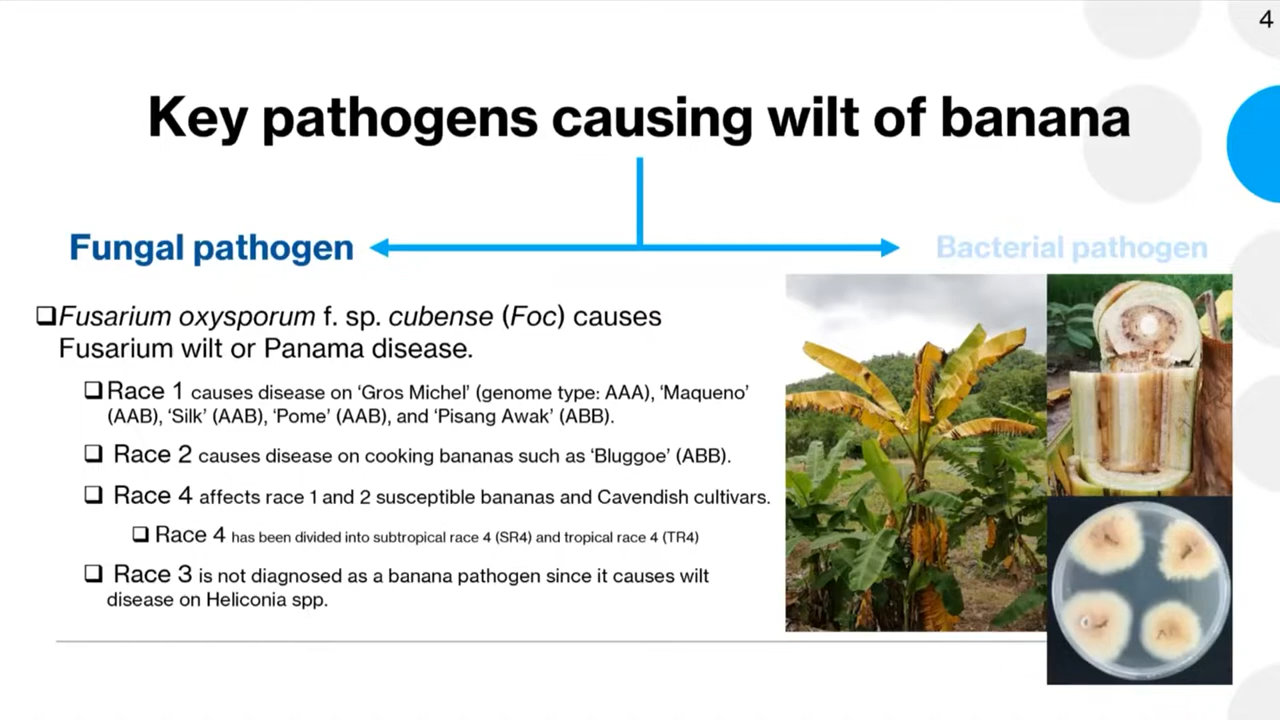 4
Key pathogens causing wilt of banana
Fungal pathogen
Bacterial pathogen
❑Fusarium oxysporum f. sp. cubense (Foc) causes
Fusarium wilt or Panama disease.
❑Race 1 causes disease on ‘Gros Michel’ (genome type: AAA), ‘Maqueno’
(AAB), ‘Silk’ (AAB), ‘Pome’ (AAB), and ‘Pisang Awak’ (ABB).
❑ Race 2 causes disease on cooking bananas such as ‘Bluggoe’ (ABB).
❑ Race 4 affects race 1 and 2 susceptible bananas and Cavendish cultivars.
❑ Race 4 has been divided into subtropical race 4 (SR4) and tropical race 4 (TR4)
❑ Race 3 is not diagnosed as a banana pathogen since it causes wilt
disease on Heliconia spp.